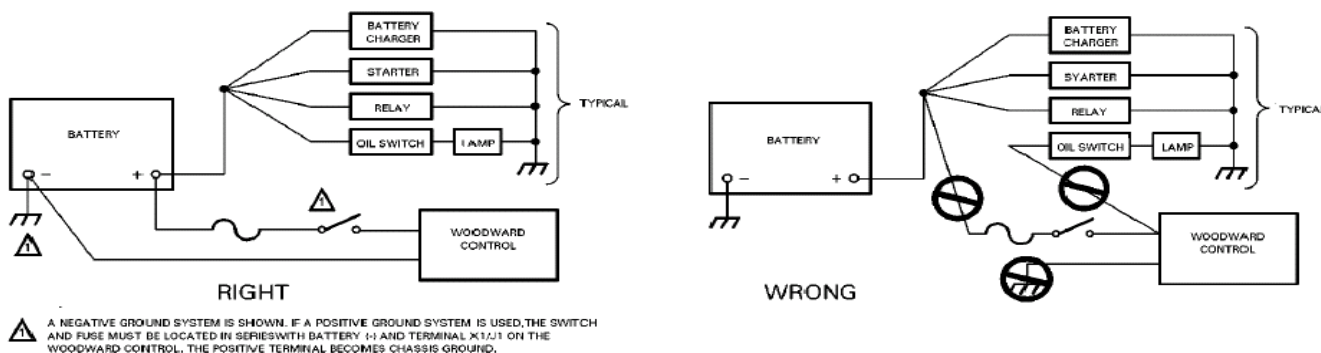 BATTERY
CHARGER
STARTER
RELAY
OIL SWITCH
LAMP
TYPICAL
BATTERY
-
+
1
1
WOODWARD
CONTROL
RIGHT
1
A NEGATIVE GROUND SYSTEM IS SHOWN. IF A POSITIVE GROUND SYSTEM IS USED,THE SWITCH
AND FUSE MUST BE LOCATED IN SERIESWITH BATTERY (-) AND TERMINAL X1/J1 ON THE
WOODWARD CONTROL. THE POSITIVE TERMINAL BECOMES CHASSIS GROUND.
BATTERY
CHARGER
SYARTER
RELAY
OIL SWITCH
LAMP
TYPICA
BATTERY
-
+
WOODWARD
CONTROL
WRONG